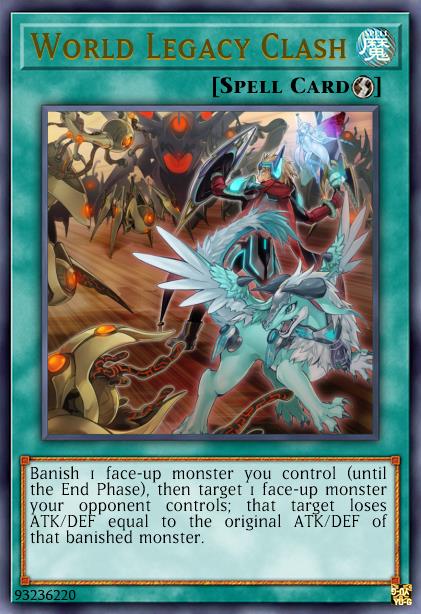 WORLD LEGACY CLASH
SPELL
魔
[SPELL CARD]
Banish 1 face-up monster you control (until
the End Phase), then target 1 face-up monster
your opponent controls; that target loses
ATK/DEF equal to the original ATK/DEF of
that banished monster.
93236220